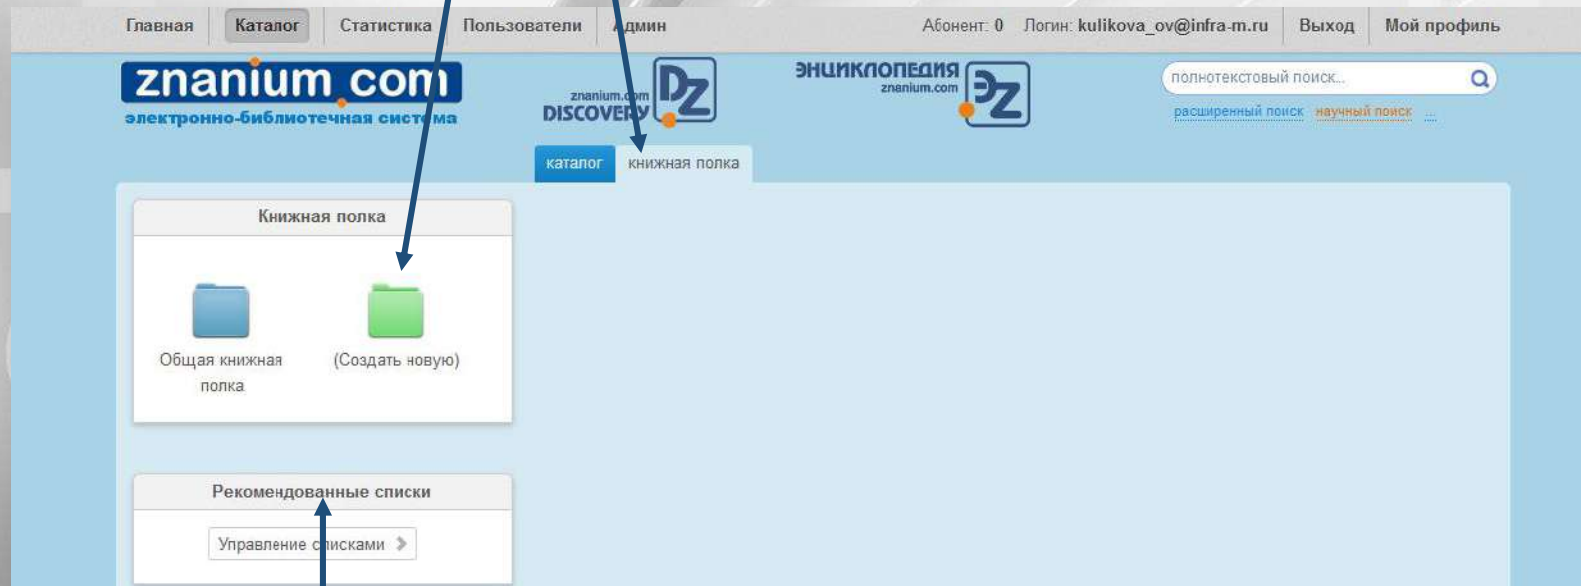 Главная Каталог Статистика Пользователи Админ Абонент: 0 Логин: kulikova_ov@infra-m.ru Выход Мой профиль
znanium.com
электронно-библиотечная система
znanium.com
DISCOVERY DZ
ЭНЦИКЛОПЕДИЯ
znanium.com ЭZ
полнотекстовый поиск...
расширенный поиск научный поиск ...
каталог книжная полка
Книжная полка
Общая книжная
полка
(Создать новую)
Рекомендованные списки
Управление списками